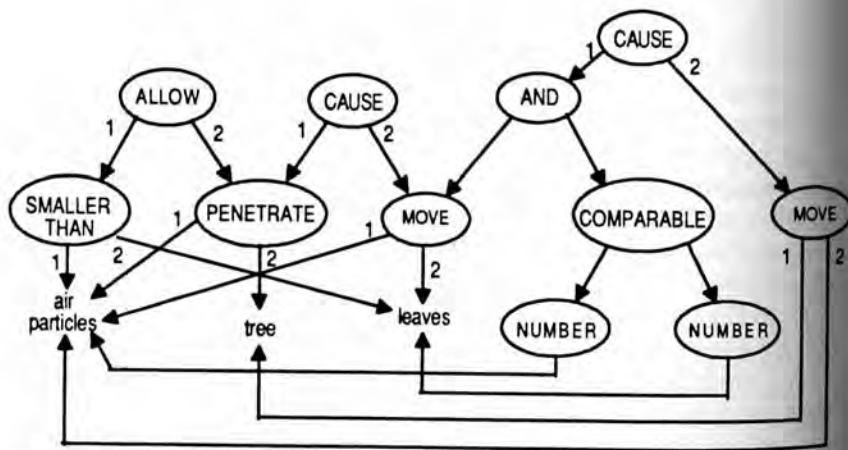 CAUSE
1
2
ALLOW
CAUSE
AND
1
2
1
2
SMALLER
THAN
PENETRATE
MOVE
COMPARABLE
MOVE
1
2
1
2
1
2
1
2
air
particles
tree
leaves
NUMBER
NUMBER